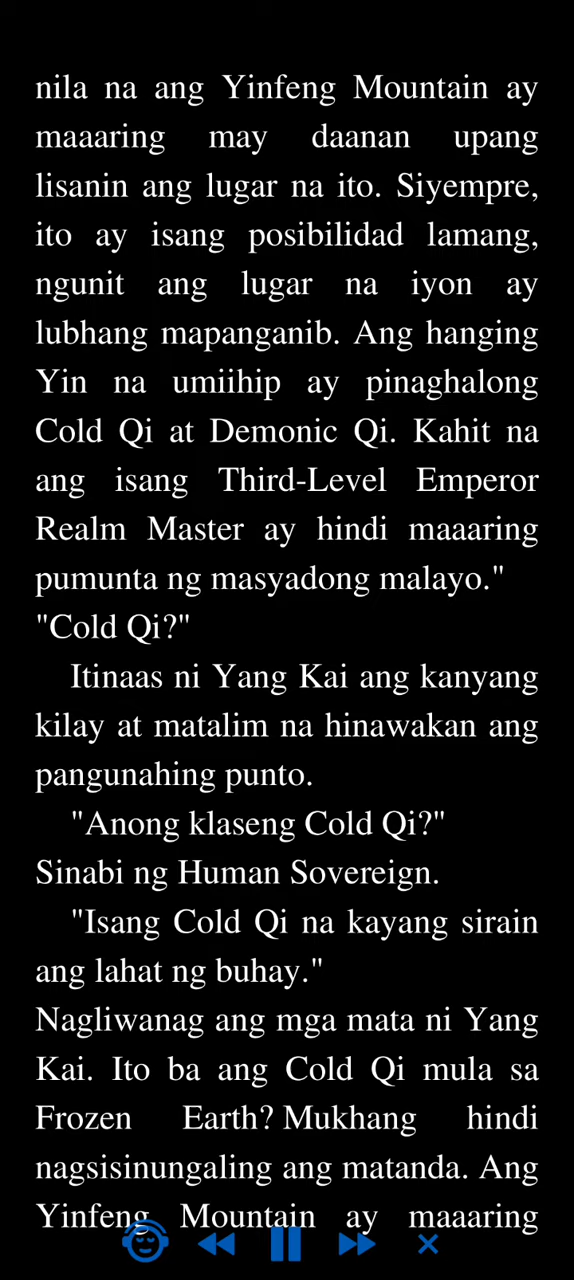 nila na ang Yinfeng Mountain ay
maaaring may daanan upang
lisanin ang lugar na ito. Siyempre,
ito ay isang posibilidad lamang,
ngunit ang lugar na iyon ay
lubhang mapanganib. Ang hanging
Yin na umiihip ay pinaghalong
Cold Qi at Demonic Qi. Kahit na
ang isang Third-Level Emperor
Realm Master ay hindi maaaring
pumunta ng masyadong malayo."
"Cold Qi?"
Itinaas ni Yang Kai ang kanyang
kilay at matalim na hinawakan ang
pangunahing punto.
"Anong klaseng Cold Qi?"
Sinabi ng Human Sovereign.
"Isang Cold Qi na kayang sirain
ang lahat ng buhay."
Nagliwanag ang mga mata ni Yang
Kai. Ito ba ang Cold Qi mula sa
Frozen Earth? Mukhang hindi
nagsisinungaling ang matanda. Ang
Yinfeng Mountain ay maaaring